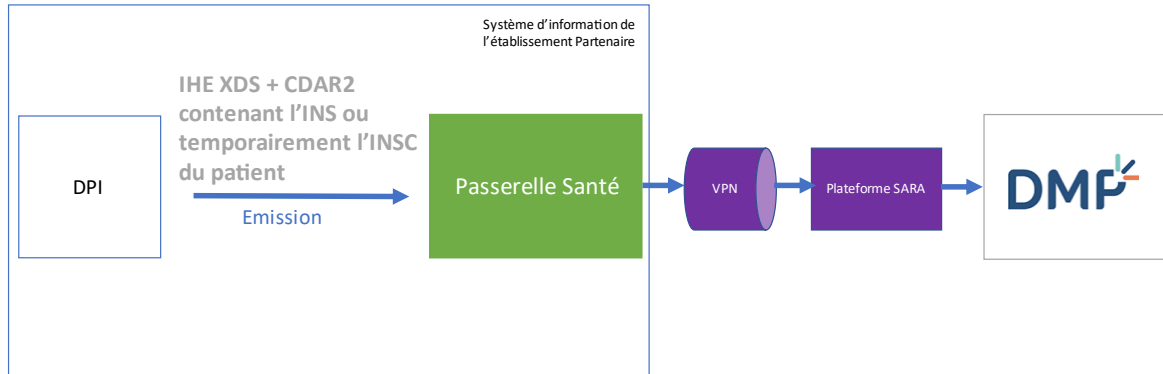 Système d'information de
l'établissement Partenaire
IHE XDS + CDAR2
contenant l'INS ou
temporairement l'INSC
du patient
DPI
Emission
Passerelle Santé
VPN
Plateforme SARA
DMP